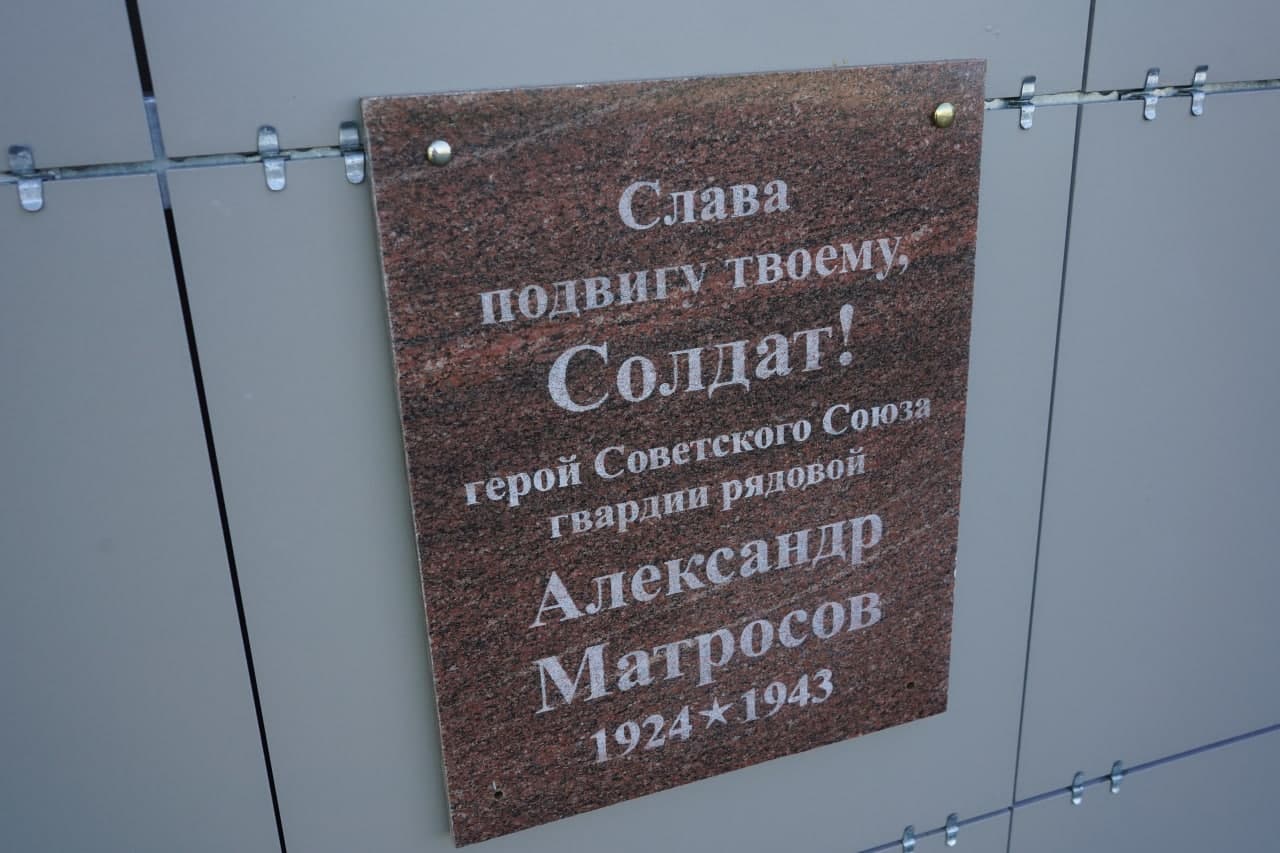 Слава
подвигу твоему,
Солдат!
герой Советского Союза
гвардии рядовой
Александр
Матросов
1924★1943